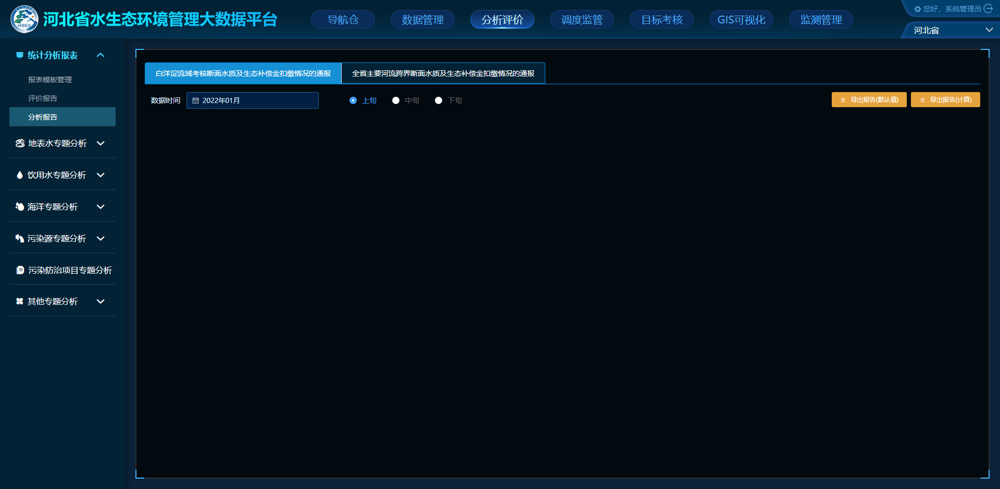 HBEE
河北省水生态环境管理大数据平台
导航仓
数据管理
分析评价
调度监管
目标考核
GIS可视化
监测管理
您好，系统管理员
河北省
统计分析报表
报表模板管理
评价报告
分析报告
地表水专题分析
饮用水专题分析
海洋专题分析
污染源专题分析
污染防治项目专题分析
其他专题分析
白洋淀流域考核断面水质及生态补偿金扣缴情况的通报
全省主要河流跨界断面水质及生态补偿金扣缴情况的通报
数据时间
2022年01月
上旬
中旬
下旬
导出报告(默认值)
导出报告(计算)